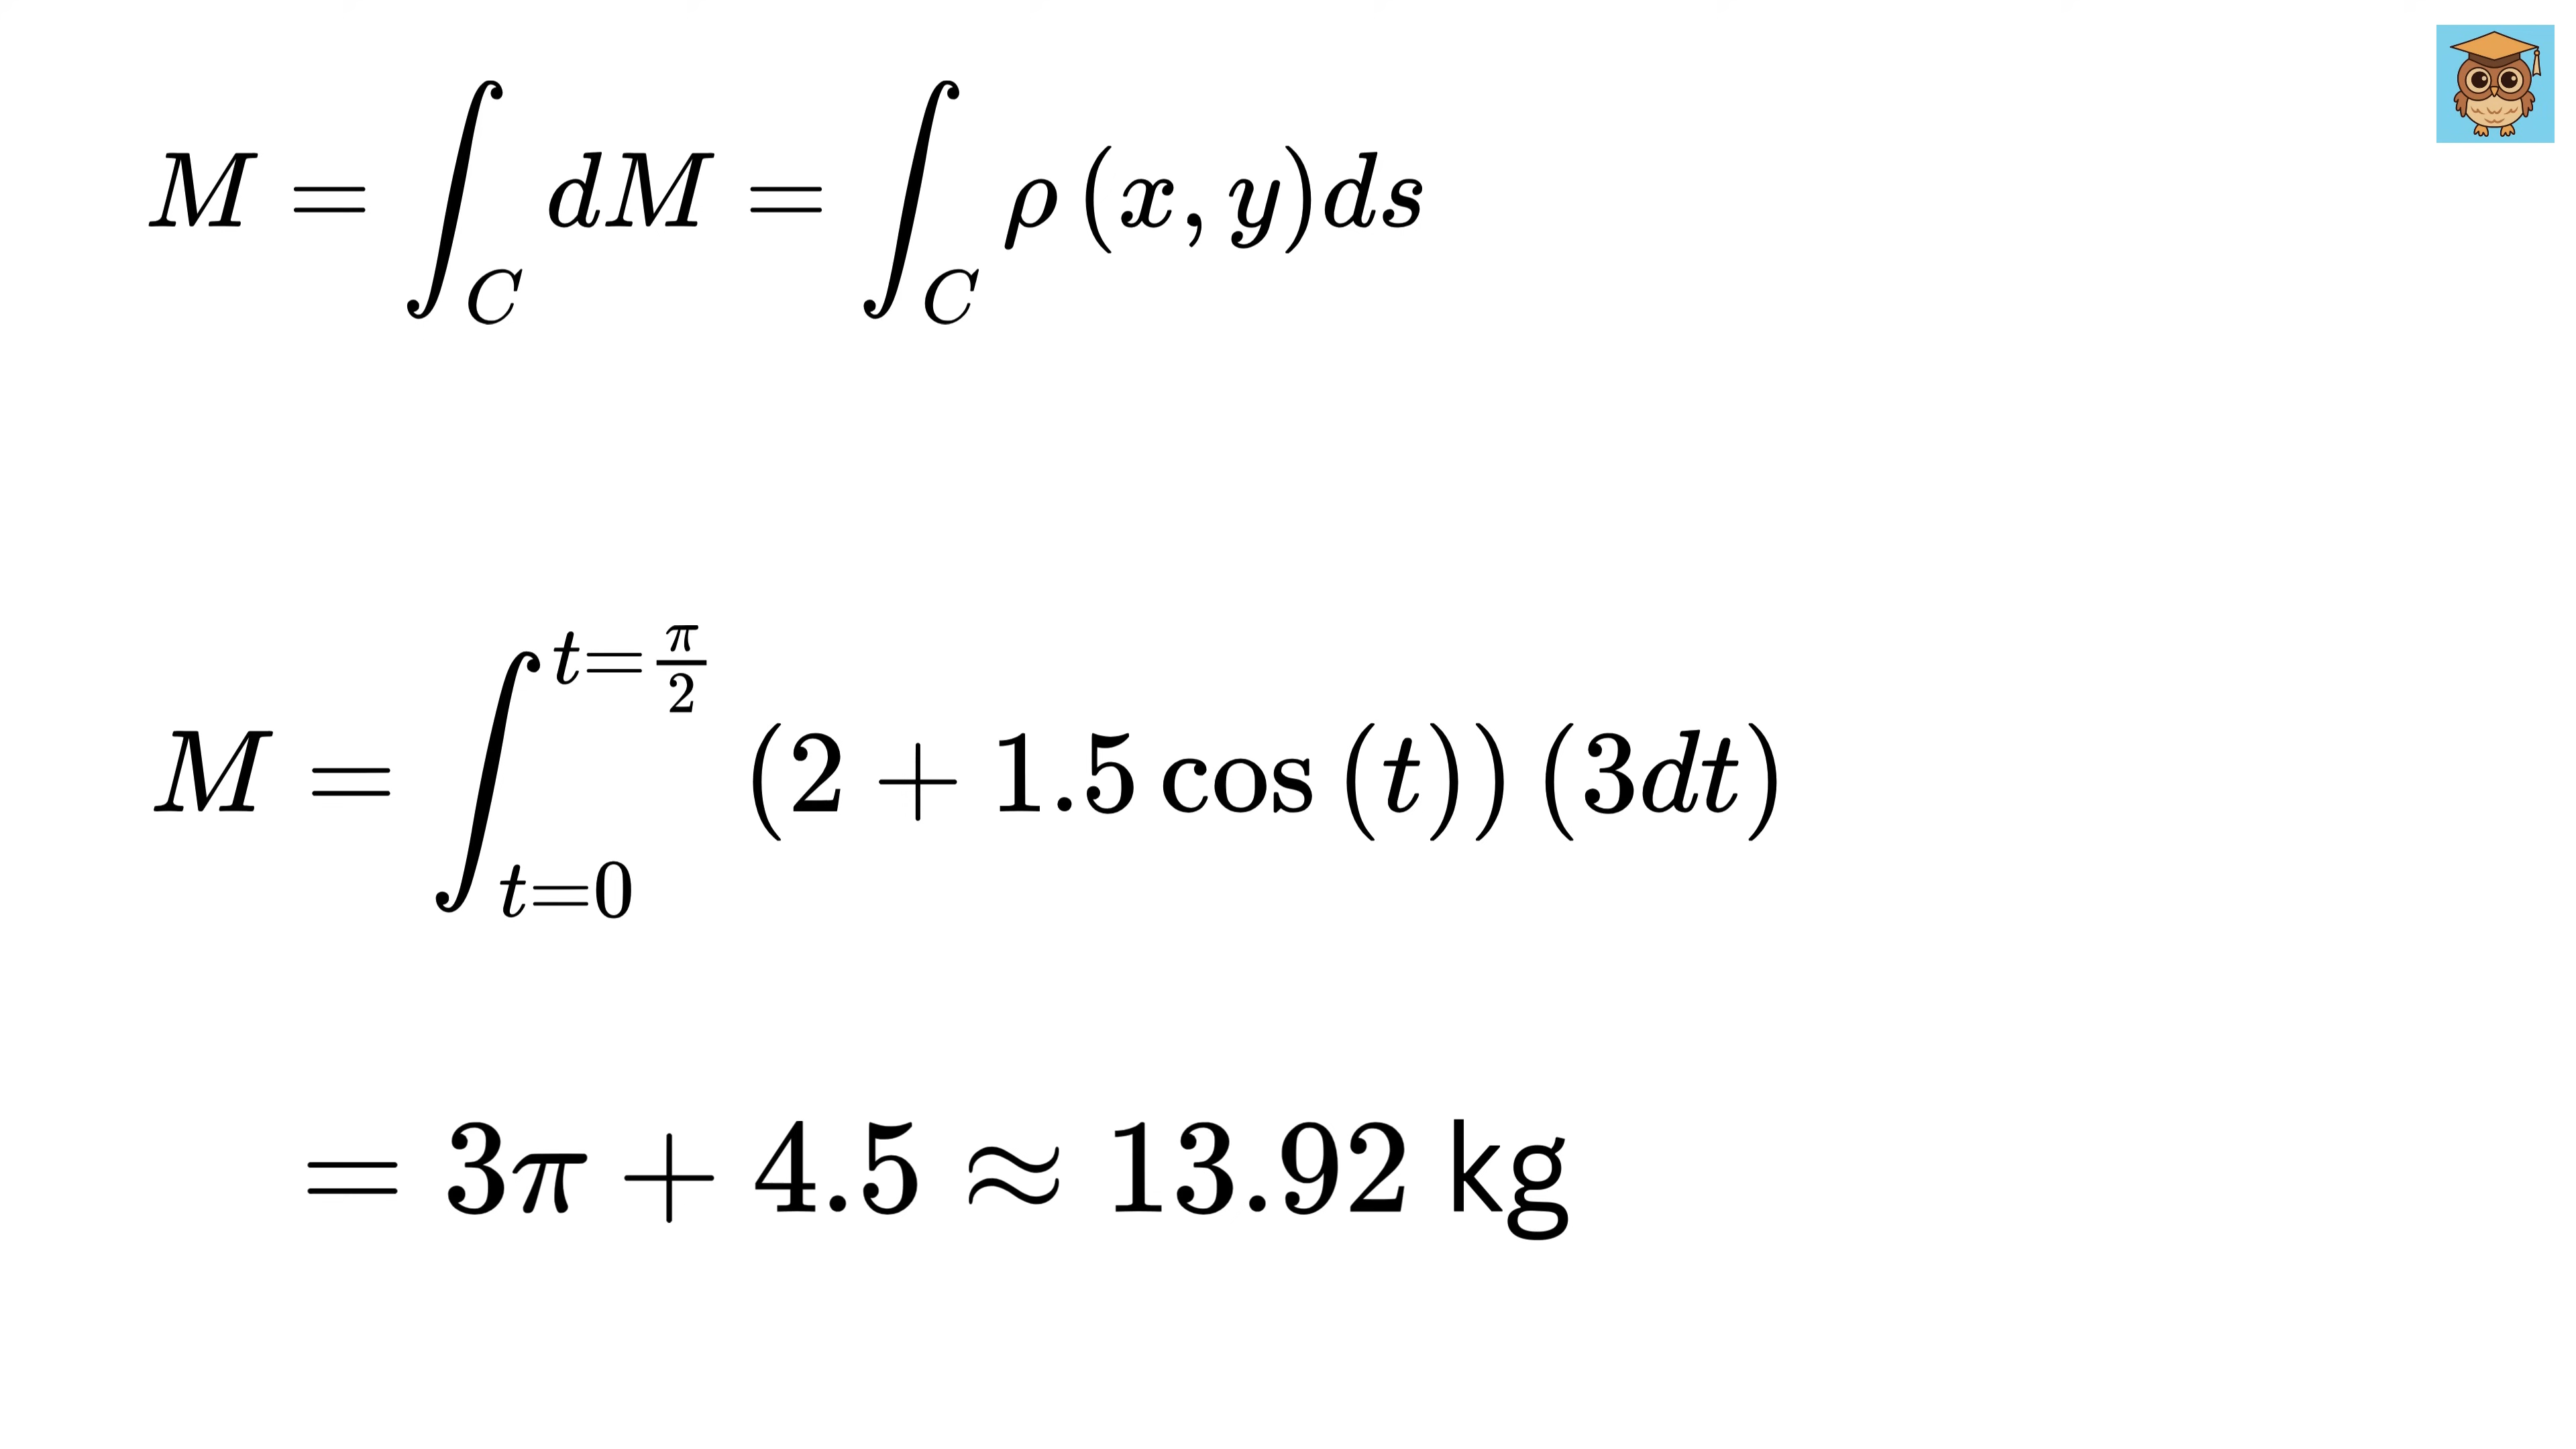 M = ∫_C dM = ∫_C ρ(x, y)ds
M = ∫_{t=0}^{t=π/2} (2 + 1.5 cos(t)) (3dt)
= 3π + 4.5 ≈ 13.92 kg